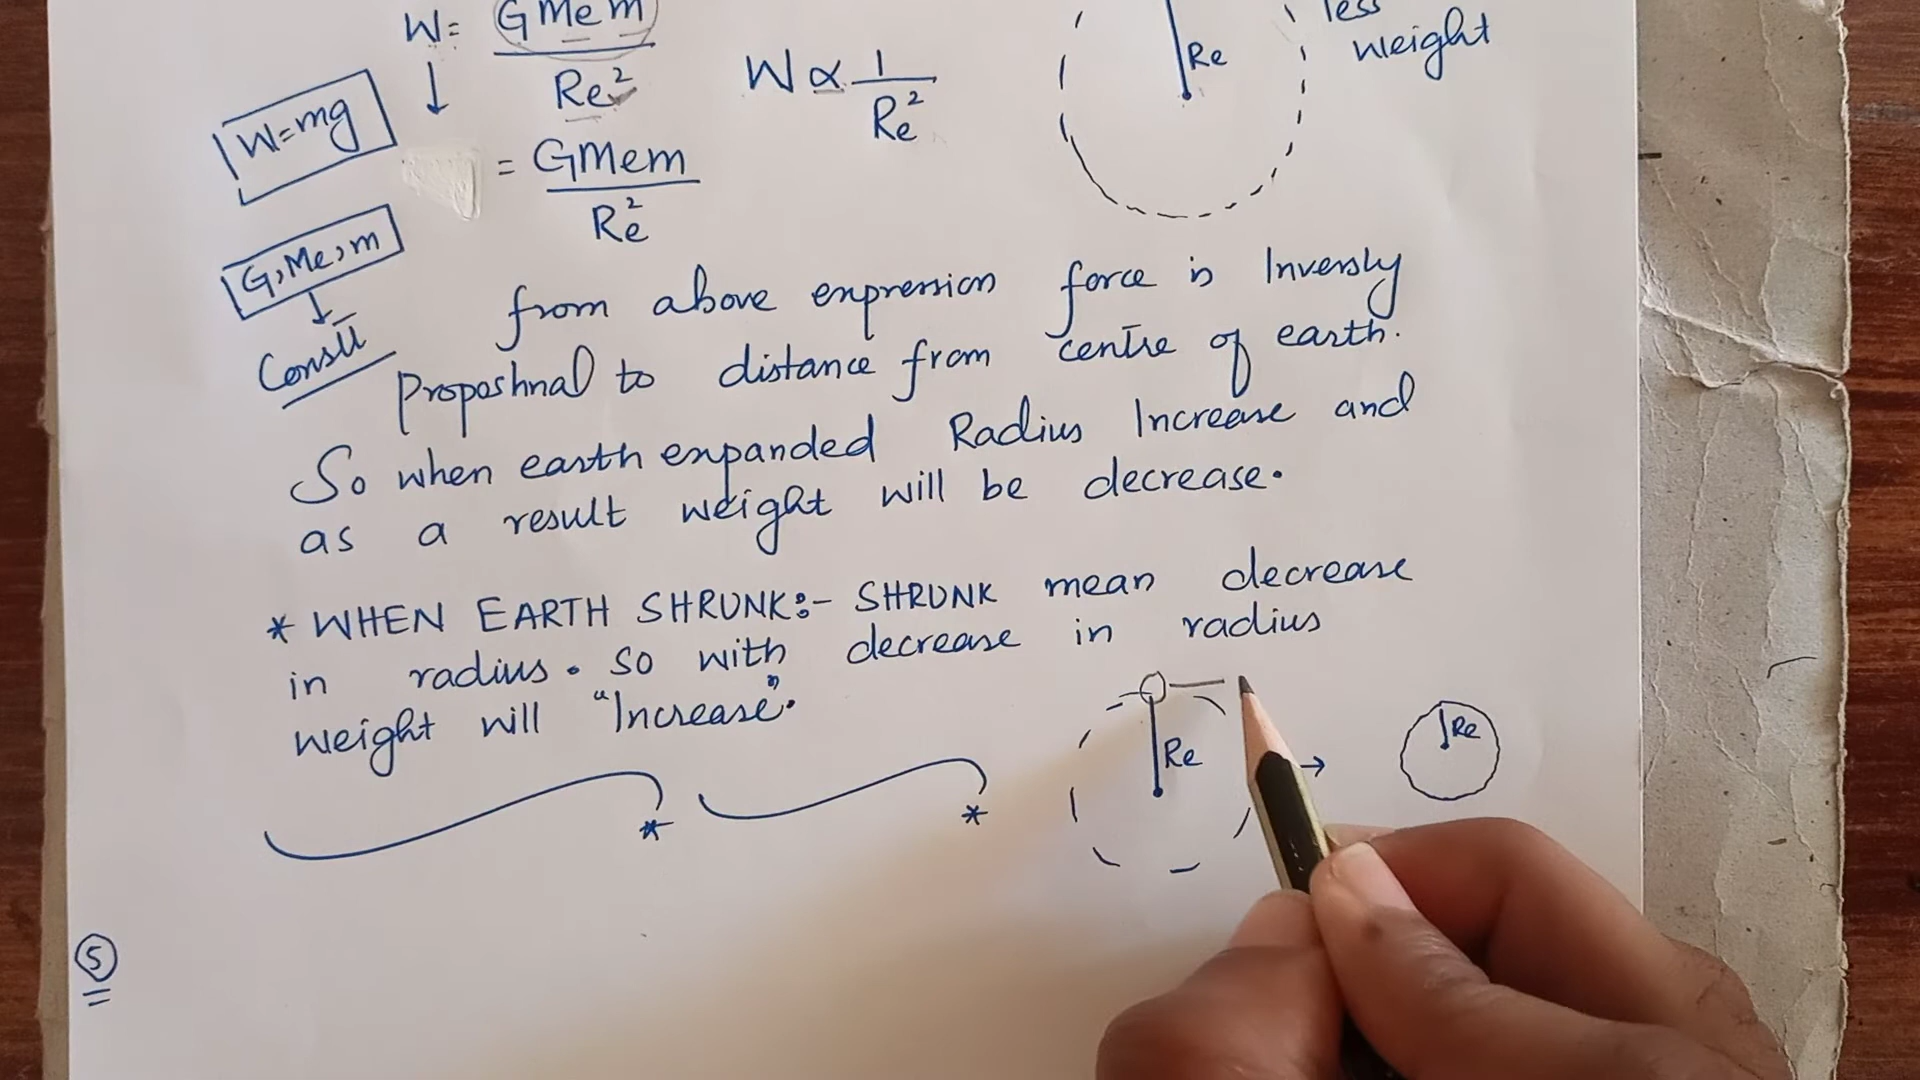 W = GMem
Re²
W ∝ 1
Re²
W=mg
= GMem
Re²
G, Me, m
Re
less
weight
from above expression force is Inversly
Proposhnal to distance from centre of earth.
So when earth expanded Radius Increase and
as a result weight will be decrease.
* WHEN EARTH SHRUNK:- SHRUNK mean decrease
in radius. so with decrease in radius
weight will "Increase".
Re
Re
5